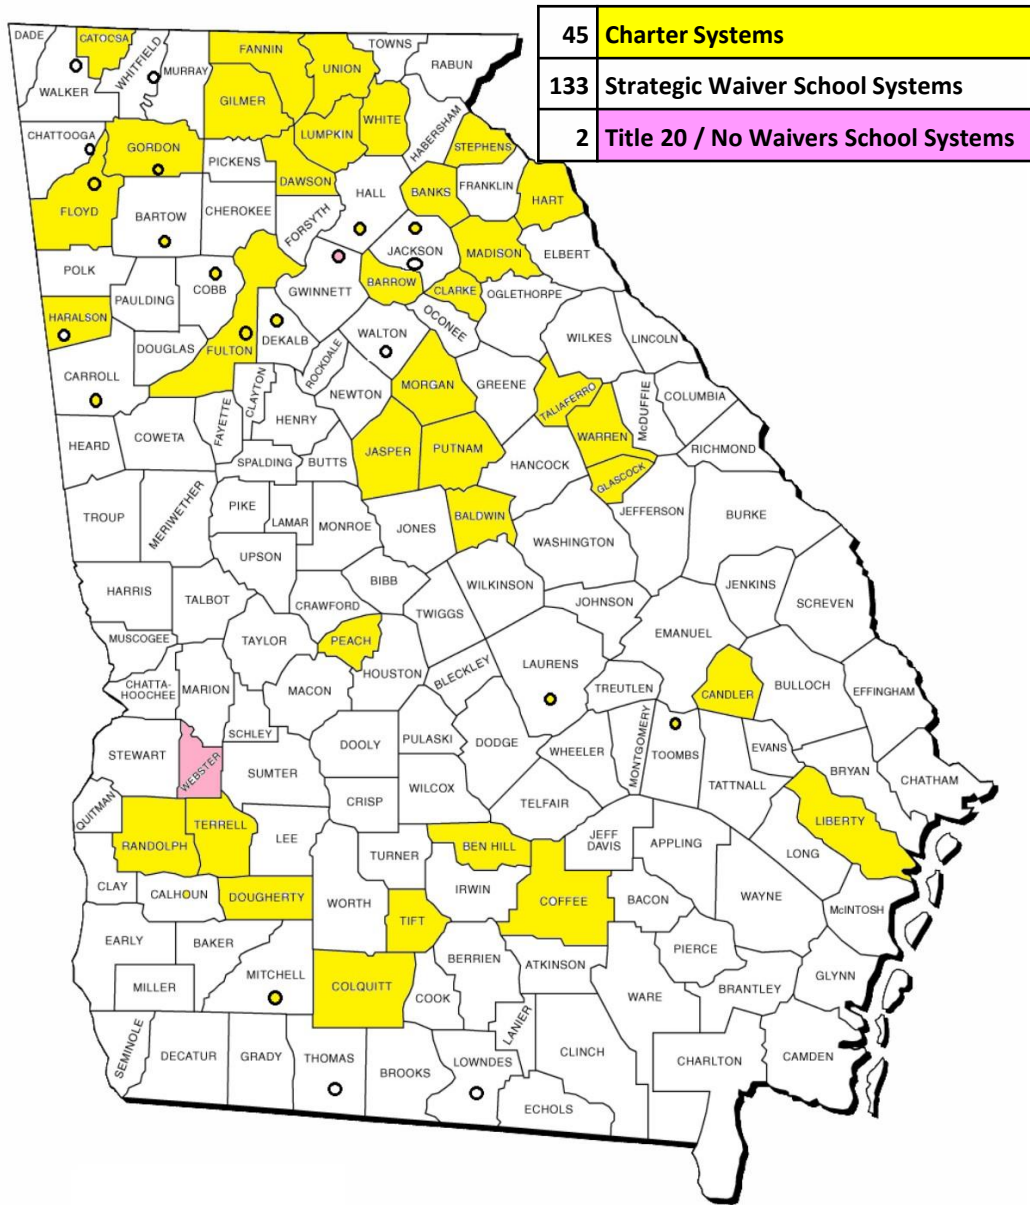 45 Charter Systems
133 Strategic Waiver School Systems
2 Title 20 / No Waivers School Systems
DADE
CATOOSA
WHITFIELD
MURRAY
FANNIN
UNION
TOWNS
RABUN
WALKER
GILMER
LUMPKIN
WHITE
HABERSHAM
STEPHENS
CHATTOOGA
GORDON
PICKENS
DAWSON
HALL
BANKS
FRANKLIN
HART
FLOYD
BARTOW
CHEROKEE
FORSYTH
JACKSON
MADISON
ELBERT
POLK
PAULDING
COBB
GWINNETT
BARROW
CLARKE
OGLETHORPE
HARALSON
DOUGLAS
FULTON
DEKALB
WALTON
OCONEE
WILKES
LINCOLN
CARROLL
CLAYTON
ROCKDALE
NEWTON
MORGAN
GREENE
TALIAFERRO
McDUFFIE
COLUMBIA
HEARD
COWETA
FAYETTE
HENRY
SPALDING
BUTTS
JASPER
PUTNAM
HANCOCK
WARREN
GLASCOCK
RICHMOND
TROUP
MERIWETHER
PIKE
LAMAR
MONROE
JONES
BALDWIN
WASHINGTON
JEFFERSON
BURKE
UPSON
HARRIS
TALBOT
CRAWFORD
BIBB
TWIGGS
WILKINSON
JOHNSON
JENKINS
SCREVEN
MUSCOGEE
TAYLOR
PEACH
HOUSTON
BLECKLEY
LAURENS
EMANUEL
CHATTA-
HOOCHEE
MARION
MACON
TREUTLEN
CANDLER
BULLOCH
EFFINGHAM
STEWART
WEBSTER
SCHLEY
SUMTER
DOOLY
PULASKI
DODGE
WHEELER
MONTGOMERY
TOOMBS
EVANS
BRYAN
CHATHAM
QUITMAN
RANDOLPH
TERRELL
LEE
CRISP
WILCOX
TELFAIR
TATTNALL
LIBERTY
TURNER
BEN HILL
JEFF
DAVIS
APPLING
LONG
CLAY
CALHOUN
DOUGHERTY
WORTH
TIFT
IRWIN
COFFEE
BACON
WAYNE
McINTOSH
EARLY
BAKER
MITCHELL
COLQUITT
BERRIEN
ATKINSON
PIERCE
GLYNN
MILLER
COOK
LANIER
WARE
BRANTLEY
SEMINOLE
DECATUR
GRADY
THOMAS
BROOKS
LOWNDES
ECHOLS
CLINCH
CHARLTON
CAMDEN